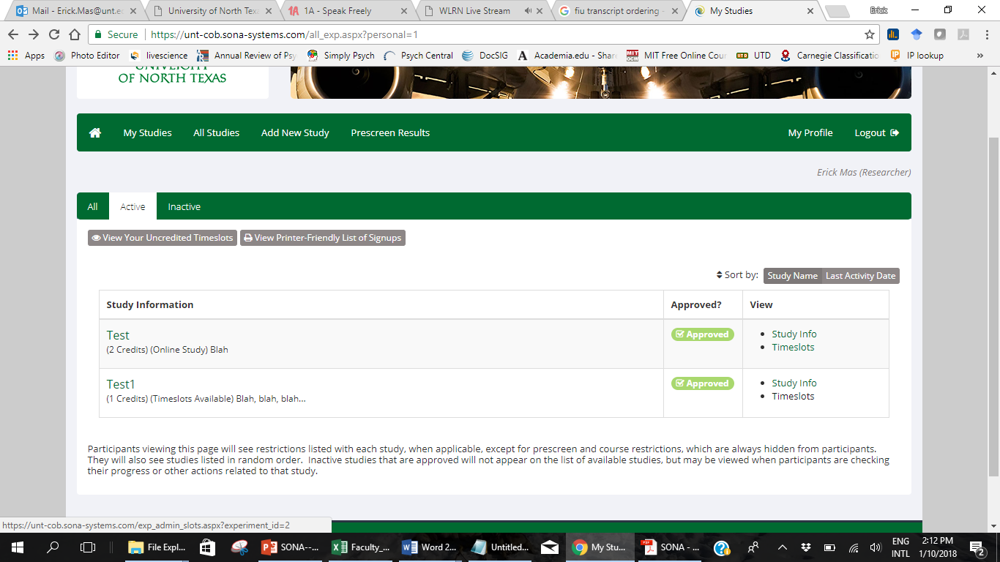 Mail - Erick.Mas@unt.e
University of North Tex
1A - Speak Freely
WLRN Live Stream
fiu transcript ordering -
My Studies
Erick
Secure
https://unt-cob.sona-systems.com/all_exp.aspx?personal=1
Apps
Photo Editor
livescience
Annual Review of Psy
Simply Psych
Psych Central
DocSIG
Academia.edu - Shar
MIT Free Online Cour
UTD
Carnegie Classificatio
IP lookup
»
UNIVERSITY
OF NORTH TEXAS
My Studies
All Studies
Add New Study
Prescreen Results
My Profile
Logout
Erick Mas (Researcher)
All
Active
Inactive
View Your Uncredited Timeslots
View Printer-Friendly List of Signups
Sort by: Study Name Last Activity Date
Study Information
Approved?
View
Test
(2 Credits) (Online Study) Blah
Approved
• Study Info
• Timeslots
Test1
(1 Credits) (Timeslots Available) Blah, blah, blah...
Approved
• Study Info
• Timeslots
Participants viewing this page will see restrictions listed with each study, when applicable, except for prescreen and course restrictions, which are always hidden from participants.
They will also see studies listed in random order. Inactive studies that are approved will not appear on the list of available studies, but may be viewed when participants are checking
their progress or other actions related to that study.
https://unt-cob.sona-systems.com/exp_admin_slots.aspx?experiment_id=2
File Expl...
SONA--...
Faculty_...
Word 2...
Untitled...
My Stu...
SONA - ...
ENG
INTL
2:12 PM
1/10/2018
2